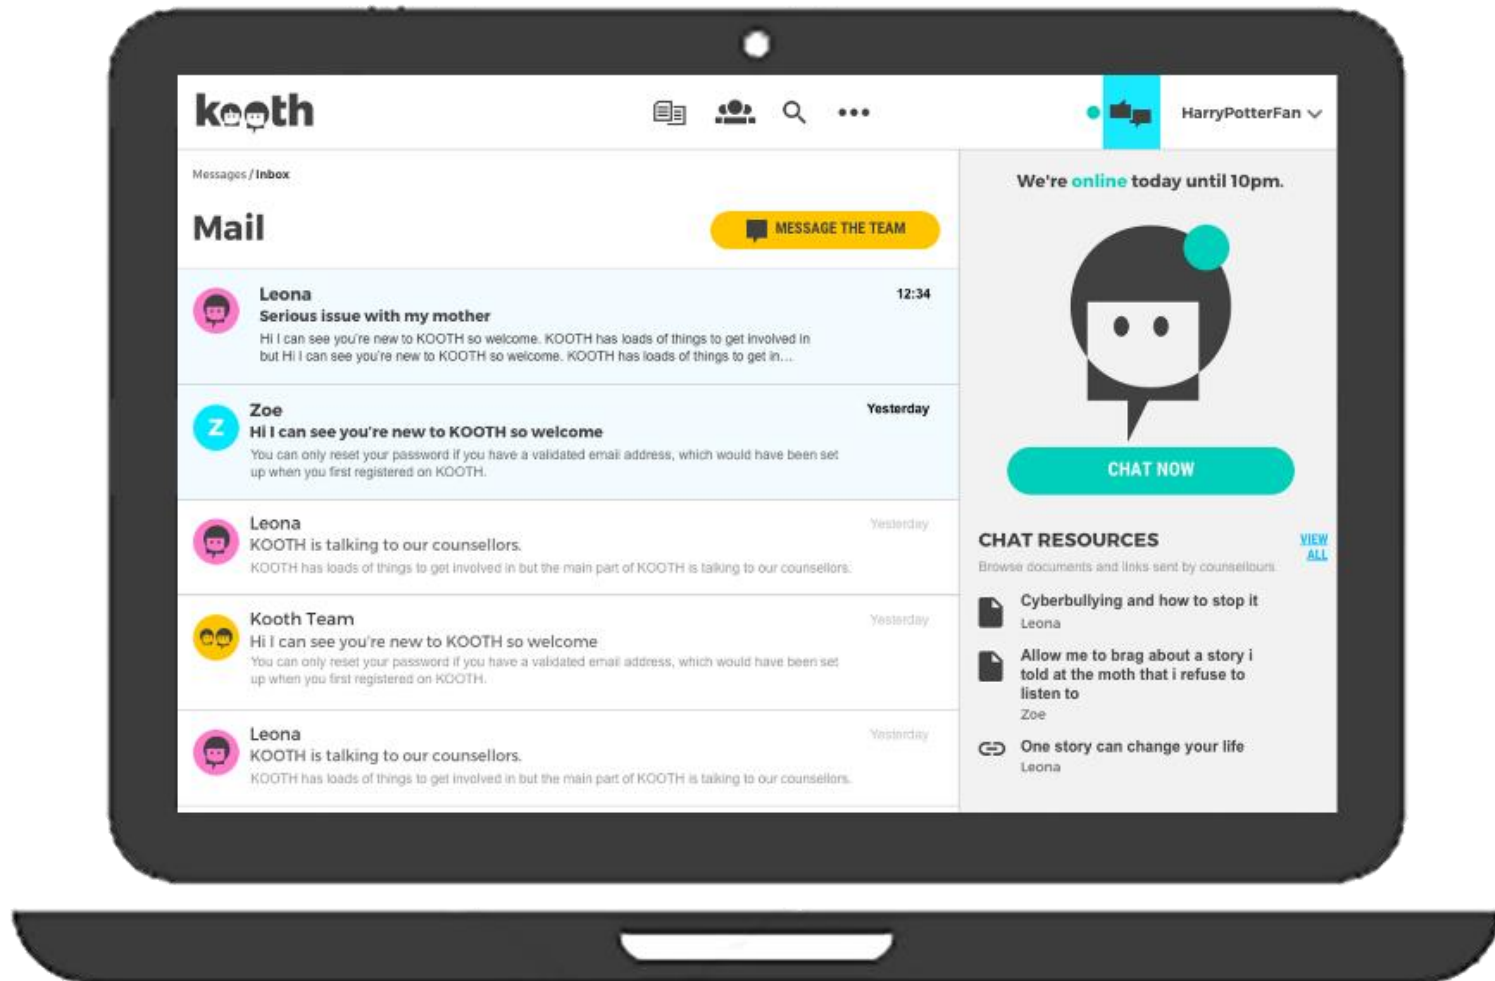 kooth
HarryPotterFan
Messages / Inbox
Mail
MESSAGE THE TEAM
Leona
12:34
Serious issue with my mother
Hi I can see you're new to KOOTH so welcome. KOOTH has loads of things to get involved in
but Hi I can see you're new to KOOTH so welcome. KOOTH has loads of things to get in...
Z
Zoe
Yesterday
Hi I can see you're new to KOOTH so welcome
You can only reset your password if you have a validated email address, which would have been set
up when you first registered on KOOTH.
Leona
Yesterday
KOOTH is talking to our counsellors.
KOOTH has loads of things to get involved in but the main part of KOOTH is talking to our counsellors.
Kooth Team
Yesterday
Hi I can see you're new to KOOTH so welcome
You can only reset your password if you have a validated email address, which would have been set
up when you first registered on KOOTH.
Leona
Yesterday
KOOTH is talking to our counsellors.
KOOTH has loads of things to get involved in but the main part of KOOTH is talking to our counsellors.
We're online today until 10pm.
CHAT NOW
CHAT RESOURCES
VIEW
ALL
Browse documents and links sent by counsellours.
Cyberbullying and how to stop it
Leona
Allow me to brag about a story i
told at the moth that i refuse to
listen to
Zoe
One story can change your life
Leona